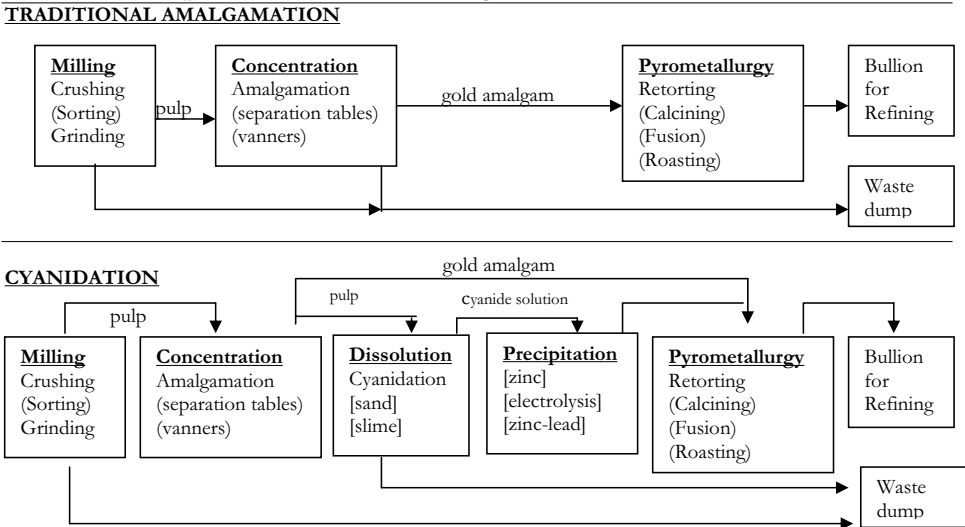 TRADITIONAL AMALGAMATION
Milling
Crushing
(Sorting)
Grinding
pulp
Concentration
Amalgamation
(separation tables)
(vanners)
gold amalgam
Pyrometallurgy
Retorting
(Calcining)
(Fusion)
(Roasting)
Bullion
for
Refining
Waste
dump
CYANIDATION
gold amalgam
pulp
pulp
cyanide solution
Milling
Crushing
(Sorting)
Grinding
Concentration
Amalgamation
(separation tables)
(vanners)
Dissolution
Cyanidation
[sand]
[slime]
Precipitation
[zinc]
[electrolysis]
[zinc-lead]
Pyrometallurgy
Retorting
(Calcining)
(Fusion)
(Roasting)
Bullion
for
Refining
Waste
dump